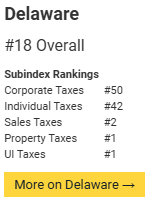 Delaware
#18 Overall
Subindex Rankings
Corporate Taxes #50
Individual Taxes #42
Sales Taxes #2
Property Taxes #1
UI Taxes #1
More on Delaware →